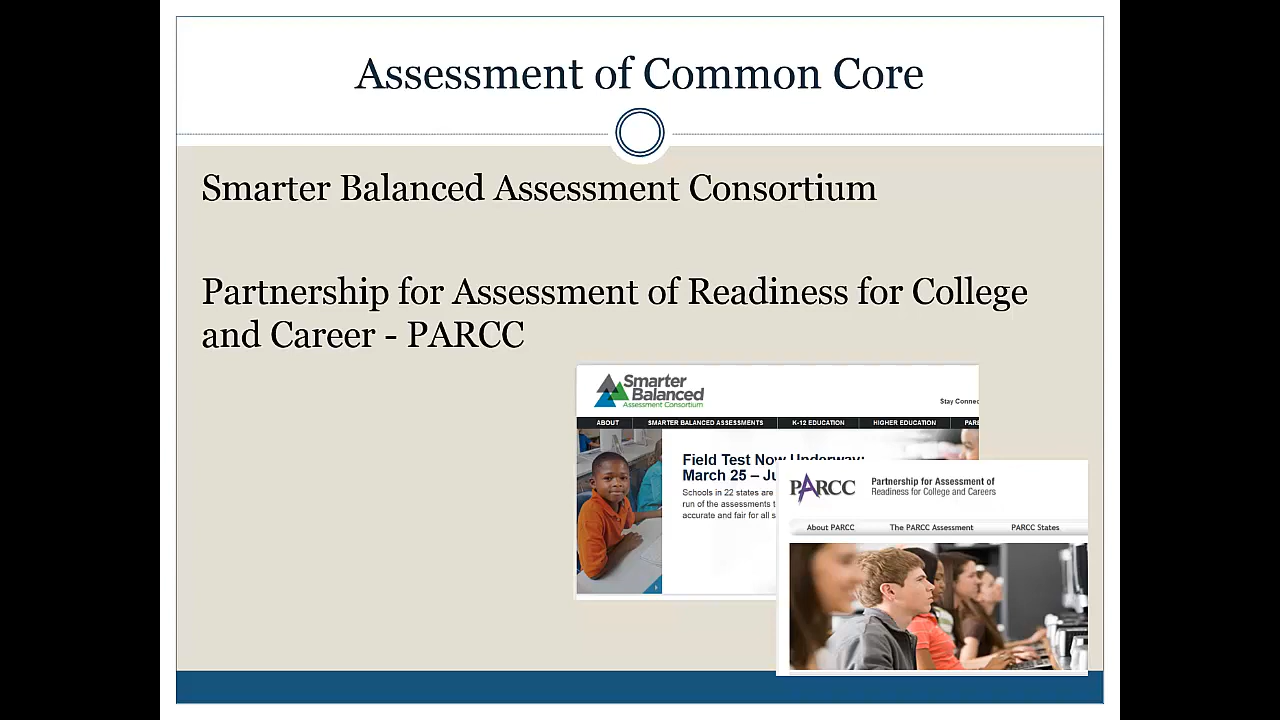 Assessment of Common Core
Smarter Balanced Assessment Consortium
Partnership for Assessment of Readiness for College
and Career - PARCC
Smarter
Balanced
Assessment Consortium
Stay Connec
ABOUT SMARTER BALANCED ASSESSMENTS K-12 EDUCATION HIGHER EDUCATION PARE
Field Test Now Underway:
March 25 – Ju
Schools in 22 states are
run of the assessments t
accurate and fair for all s
PARCC
Partnership for Assessment of
Readiness for College and Careers
About PARCC The PARCC Assessment PARCC States